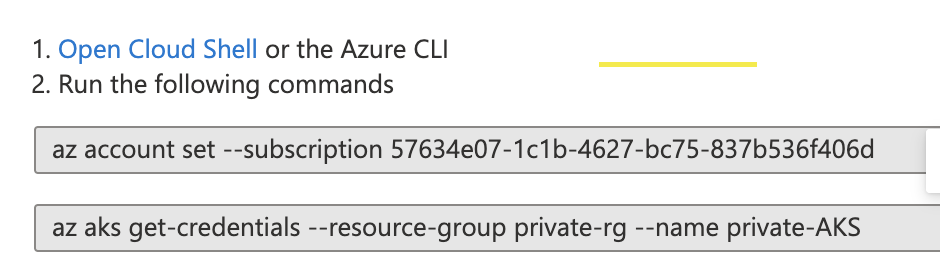 1. Open Cloud Shell or the Azure CLI
2. Run the following commands
az account set --subscription 57634e07-1c1b-4627-bc75-837b536f406d
az aks get-credentials --resource-group private-rg --name private-AKS